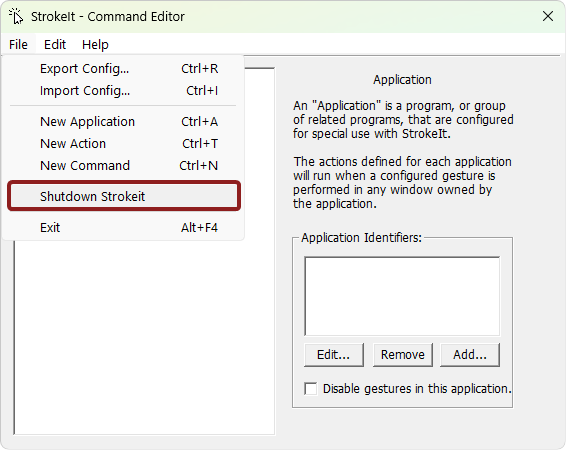 StrokeIt - Command Editor
File Edit Help
Export Config... Ctrl+R
Import Config... Ctrl+I
New Application Ctrl+A
New Action Ctrl+T
New Command Ctrl+N
Shutdown Strokeit
Exit Alt+F4
Application
An "Application" is a program, or group
of related programs, that are configured
for special use with StrokeIt.
The actions defined for each application
will run when a configured gesture is
performed in any window owned by
the application.
Application Identifiers:
Edit... Remove Add...
Disable gestures in this application.